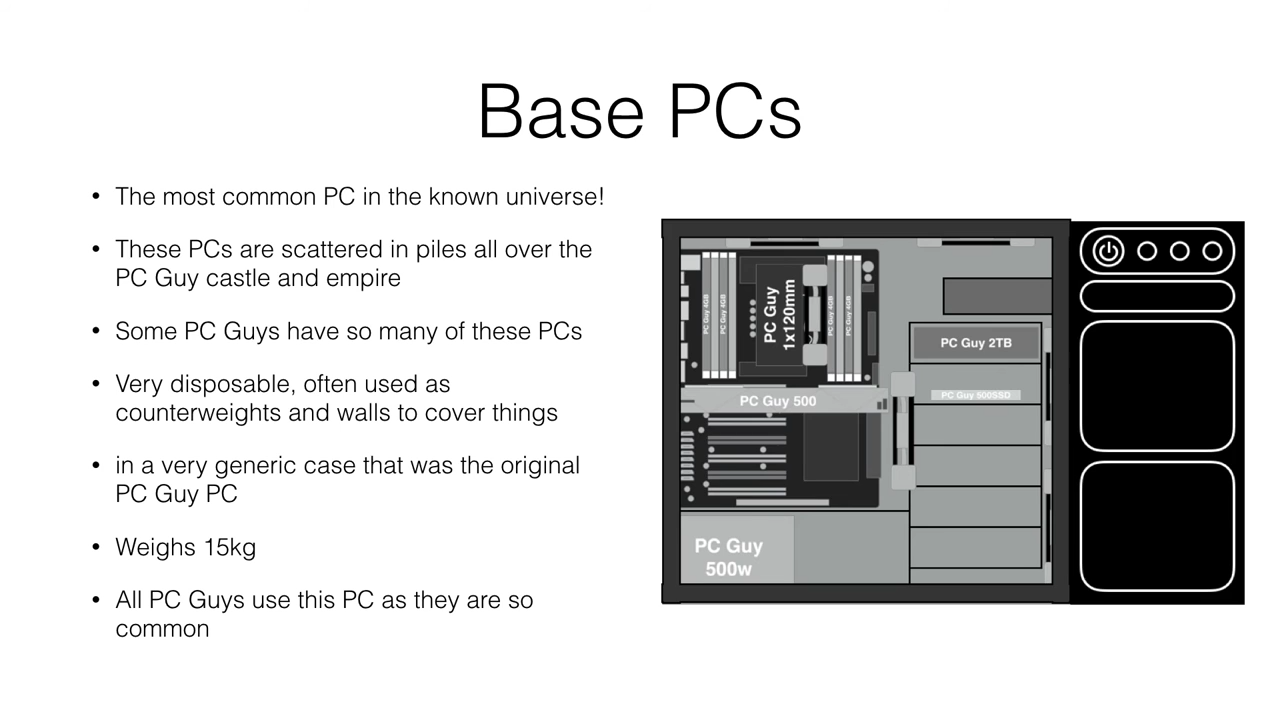 Base PCs
• The most common PC in the known universe!
• These PCs are scattered in piles all over the
PC Guy castle and empire
• Some PC Guys have so many of these PCs
• Very disposable, often used as
counterweights and walls to cover things
• in a very generic case that was the original
PC Guy PC
• Weighs 15kg
• All PC Guys use this PC as they are so
common
PC Guy 4GB
PC Guy 4GB
PC Guy
1x120mm
PC Guy 4GB
PC Guy 4GB
PC Guy 2TB
PC Guy 500SSD
PC Guy 500
PC Guy
500w